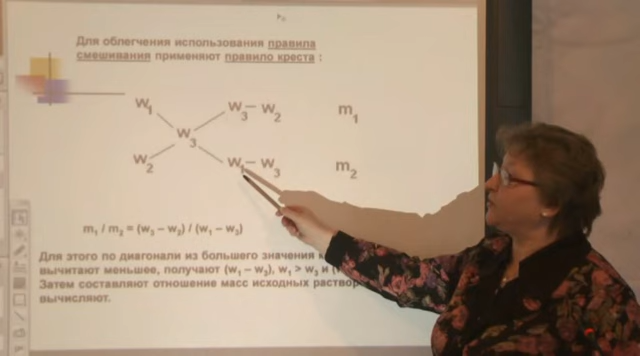 Для облегчения использования правила
смешивания применяют правило креста :
w₁ w₃ – w₂ m₁
w₃
w₂ w₁ – w₃ m₂
m₁ / m₂ = (w₃ – w₂) / (w₁ – w₃)
Для этого по диагонали из большего значения
вычитают меньшее, получают (w₁ – w₃), w₁ > w₃ и
Затем составляют отношение масс исходных
вычисляют.